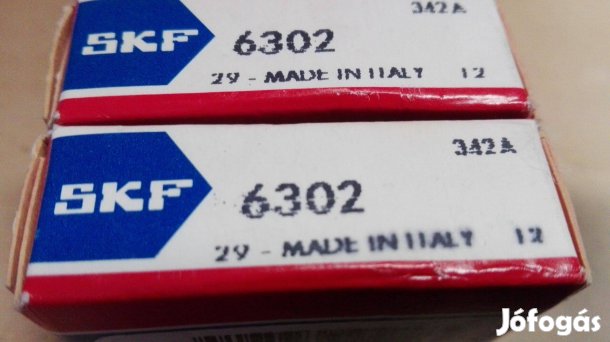 342A
SKF 6302
29 - MADE IN ITALY 12
342A
SKF 6302
29 - MADE IN ITALY 12
Jófogás